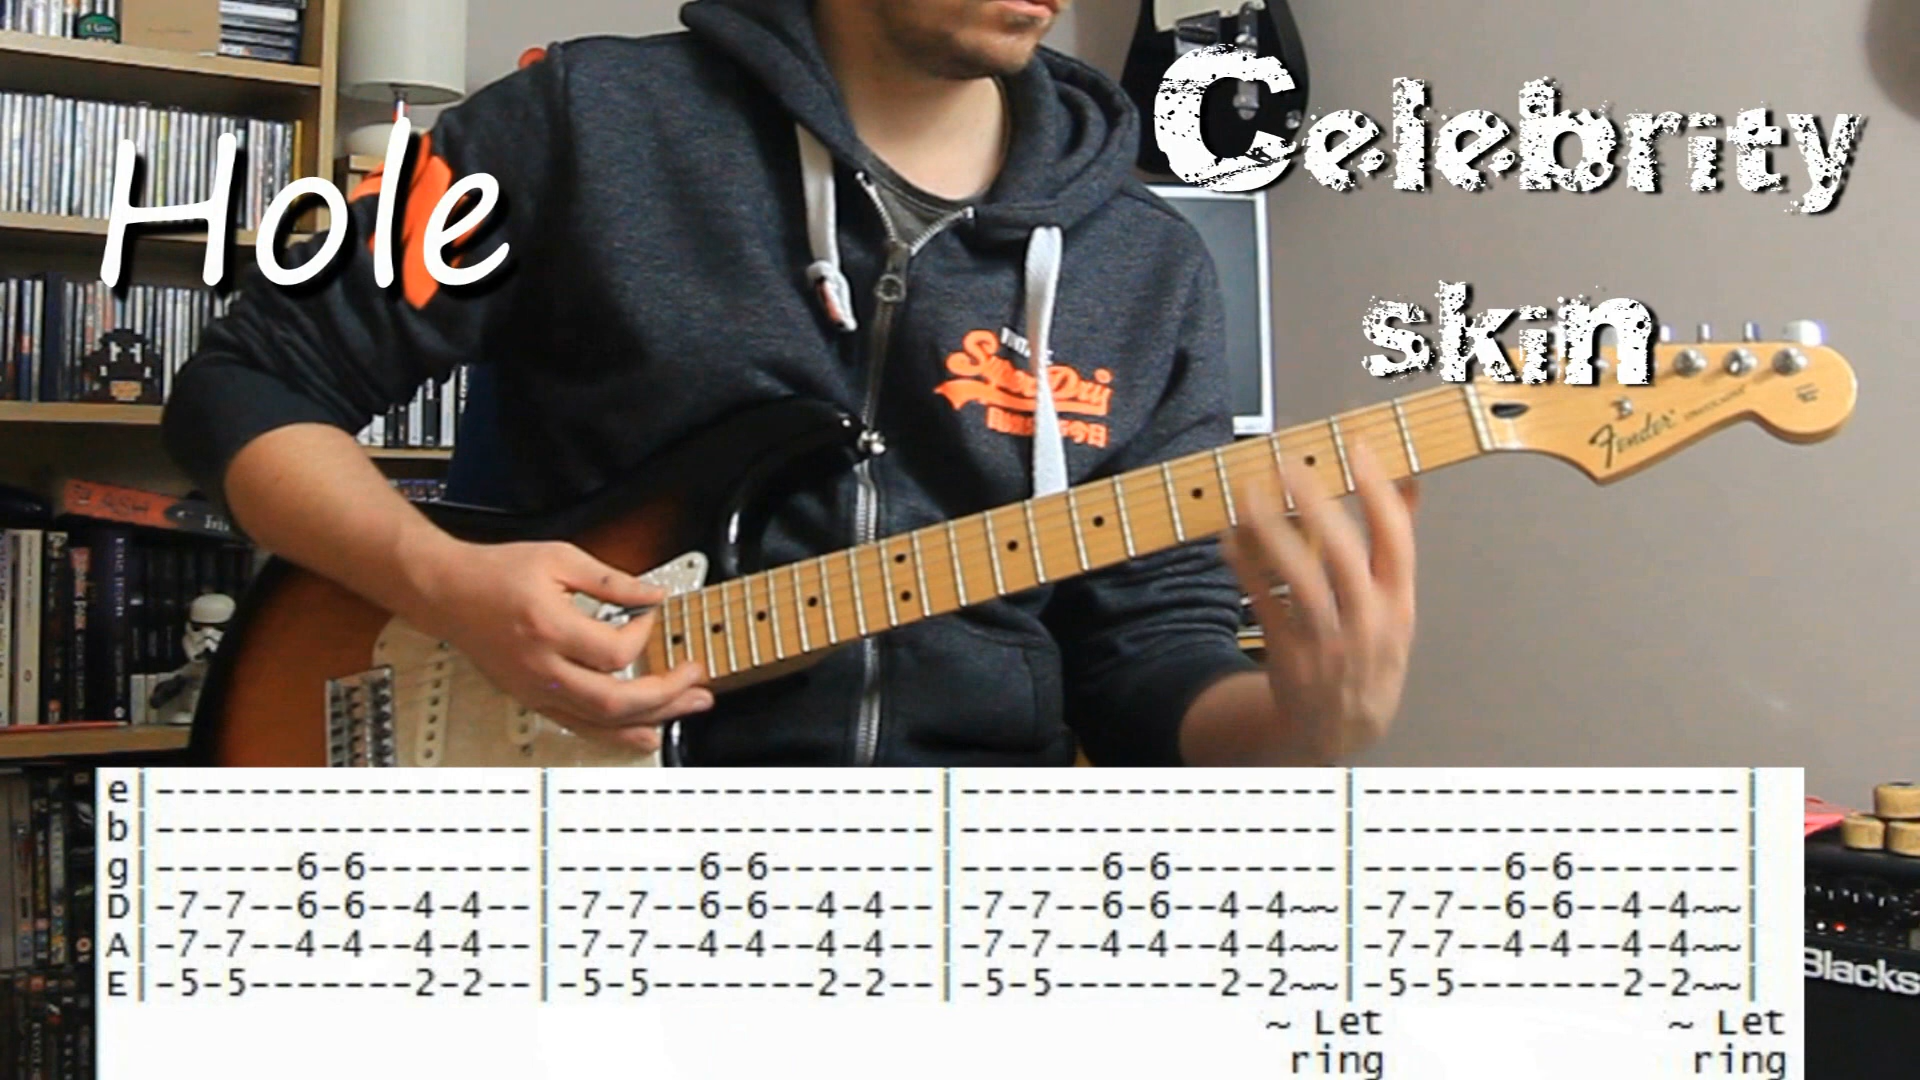 Hole
Celebrity
skin
SuperDry
Fender
e|----------------|----------------|----------------|----------------|
b|----------------|----------------|----------------|----------------|
g|------6-6-------|------6-6-------|------6-6-------|------6-6-------|
D|-7-7--6-6--4-4--|-7-7--6-6--4-4--|-7-7--6-6--4-4~~|-7-7--6-6--4-4~~|
A|-7-7--4-4--4-4--|-7-7--4-4--4-4--|-7-7--4-4--4-4~~|-7-7--4-4--4-4~~|
E|-5-5-------2-2--|-5-5-------2-2--|-5-5-------2-2~~|-5-5-------2-2~~|
~ Let ~ Let
ring ring
Blacks